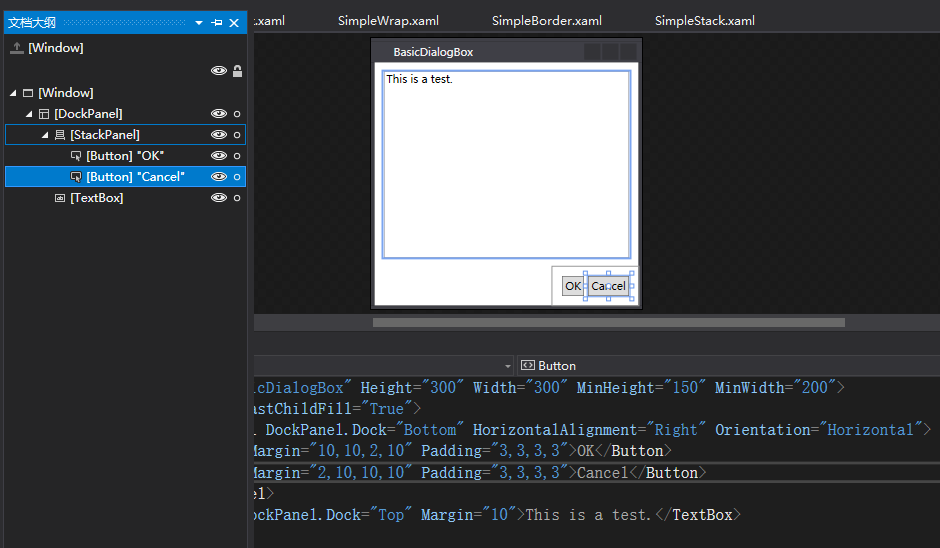 文档大纲
.xaml
SimpleWrap.xaml
SimpleBorder.xaml
SimpleStack.xaml
[Window]
[Window]
[DockPanel]
[StackPanel]
[Button] "OK"
[Button] "Cancel"
[TextBox]
BasicDialogBox
This is a test.
OK
Cancel
Button
icDialogBox" Height="300" Width="300" MinHeight="150" MinWidth="200">
astChildFill="True">
DockPanel.Dock="Bottom" HorizontalAlignment="Right" Orientation="Horizontal">
Margin="10,10,2,10" Padding="3,3,3,3">OK</Button>
Margin="2,10,10,10" Padding="3,3,3,3">Cancel</Button>
el>
ockPanel.Dock="Top" Margin="10">This is a test.</TextBox>